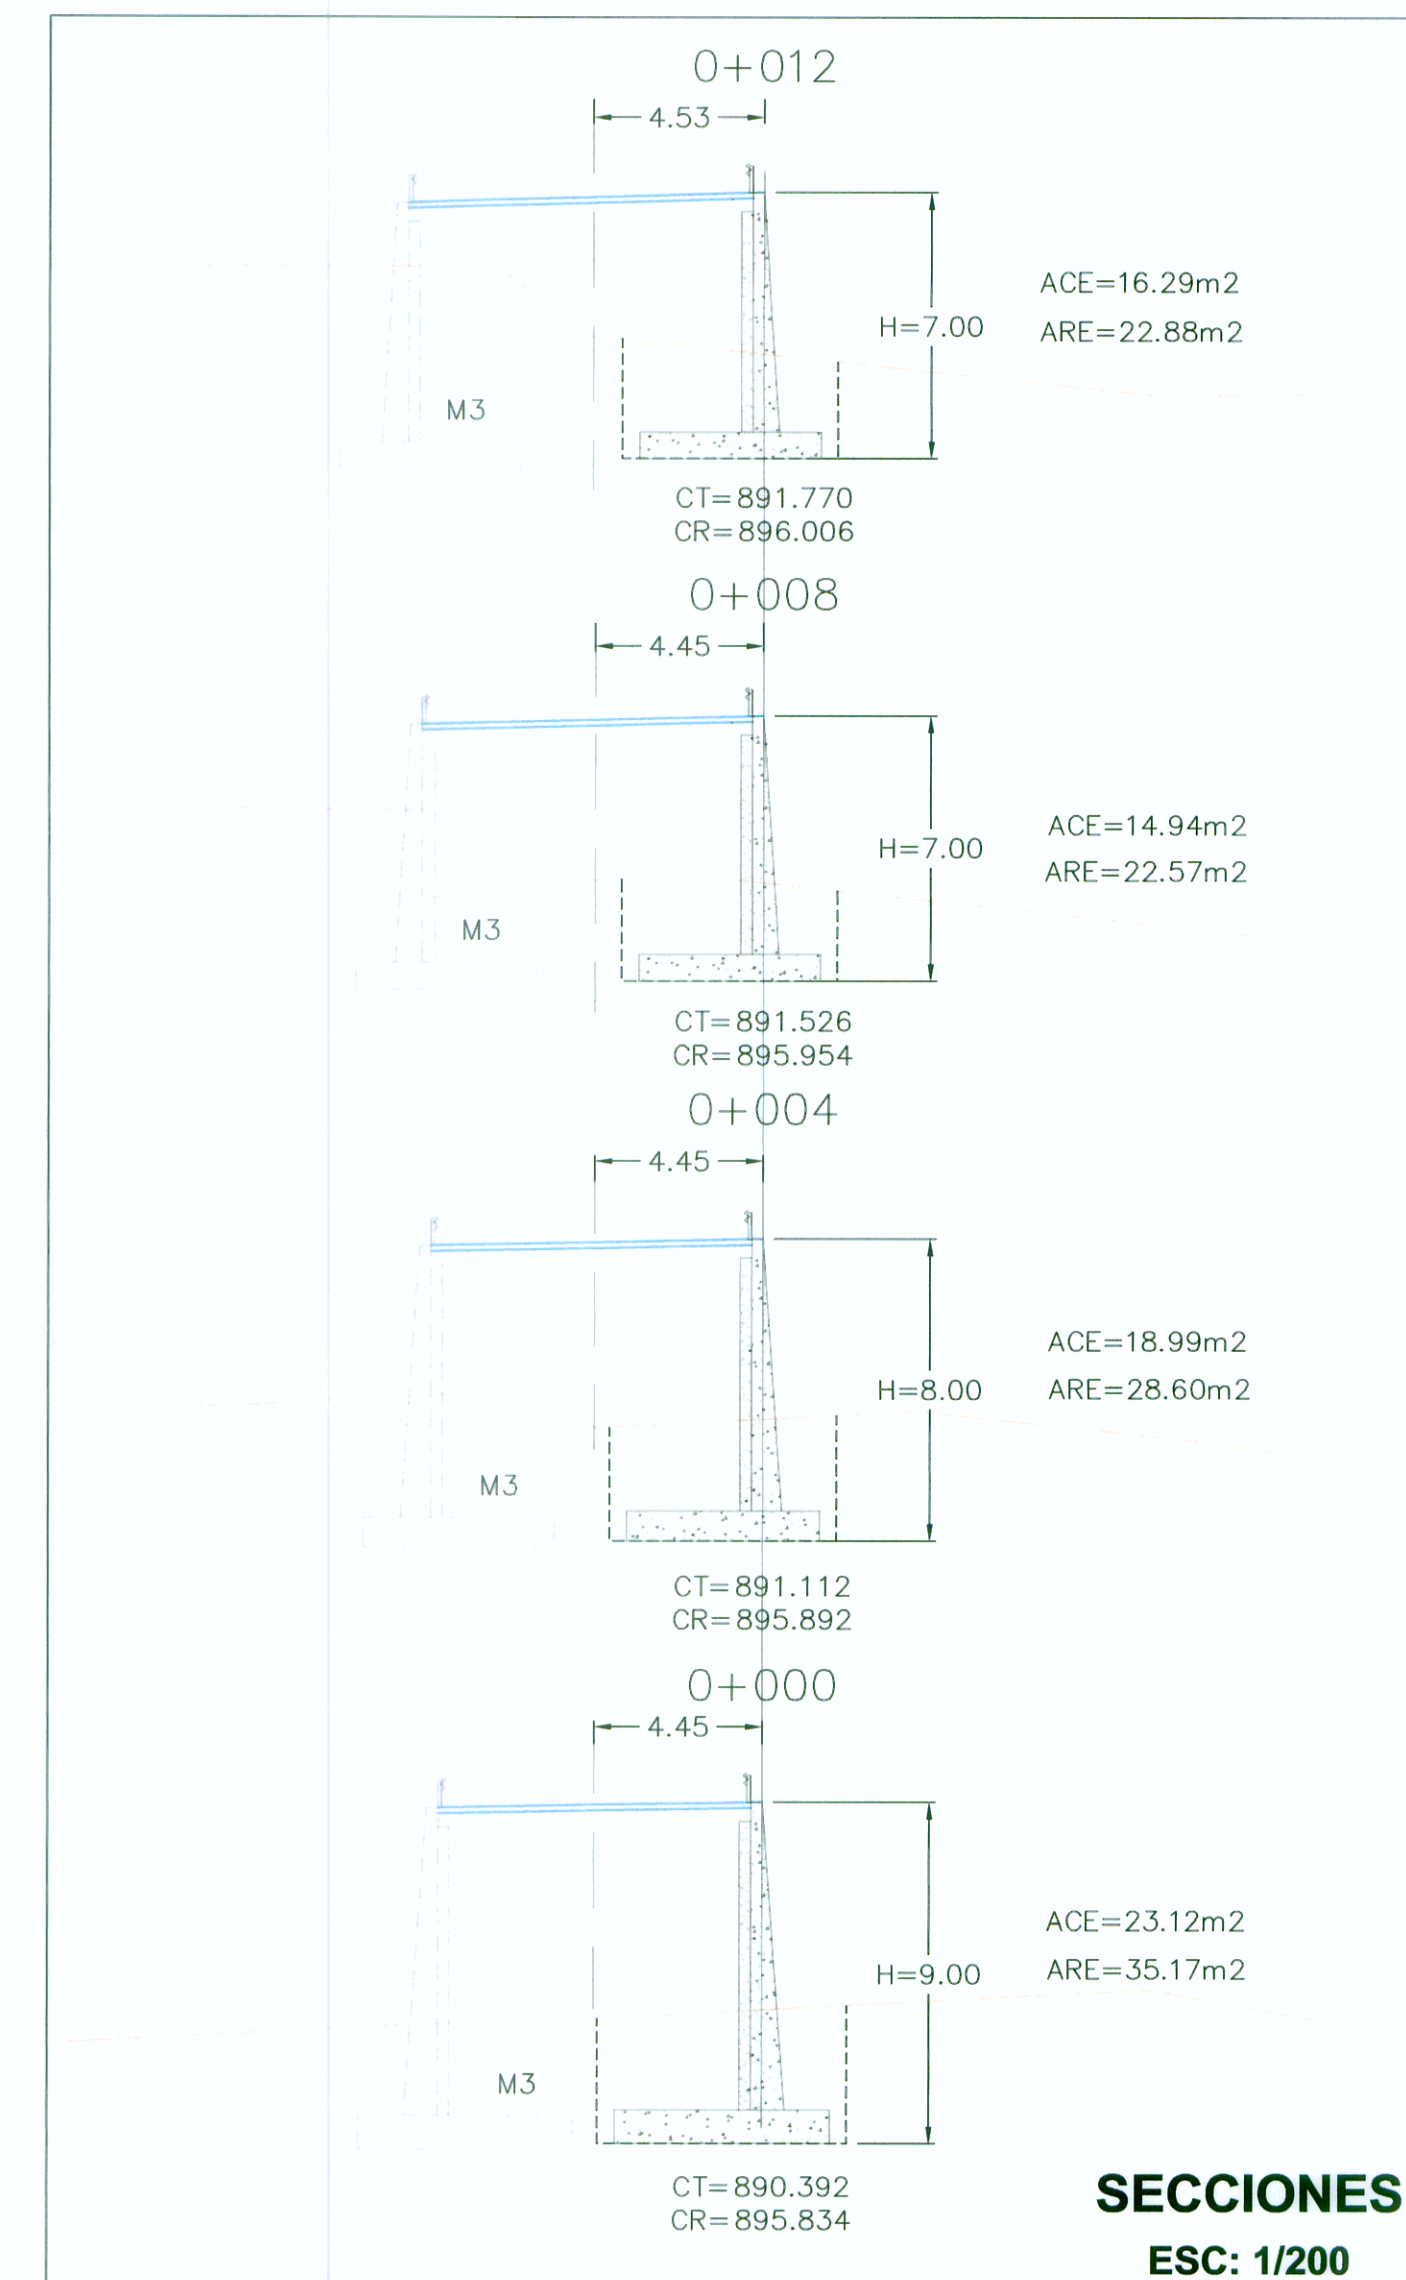 0+012
4.53
H=7.00
ACE=16.29m2
ARE=22.88m2
M3
CT=891.770
CR=896.006
0+008
4.45
H=7.00
ACE=14.94m2
ARE=22.57m2
M3
CT=891.526
CR=895.954
0+004
4.45
H=8.00
ACE=18.99m2
ARE=28.60m2
M3
CT=891.112
CR=895.892
0+000
4.45
H=9.00
ACE=23.12m2
ARE=35.17m2
M3
CT=890.392
CR=895.834
SECCIONES
ESC: 1/200